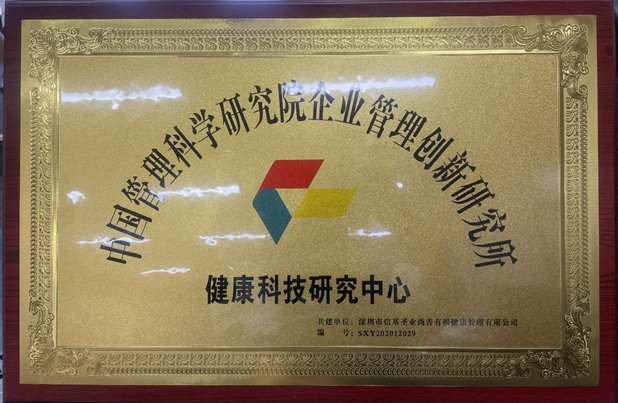 中国管理科学研究院企业管理创新研究所
健康科技研究中心
共建单位：深圳市信基圣业尚善有福健康管理有限公司
编 号：SXY202012029